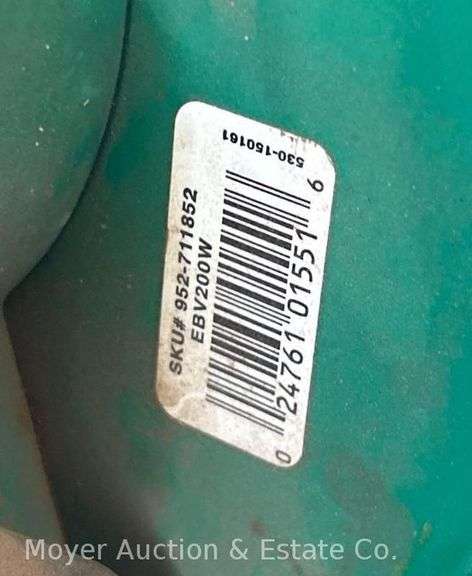 SKU# 952-711852
EBV200W
0 24761 01551 6
530-150161
Moyer Auction & Estate Co.